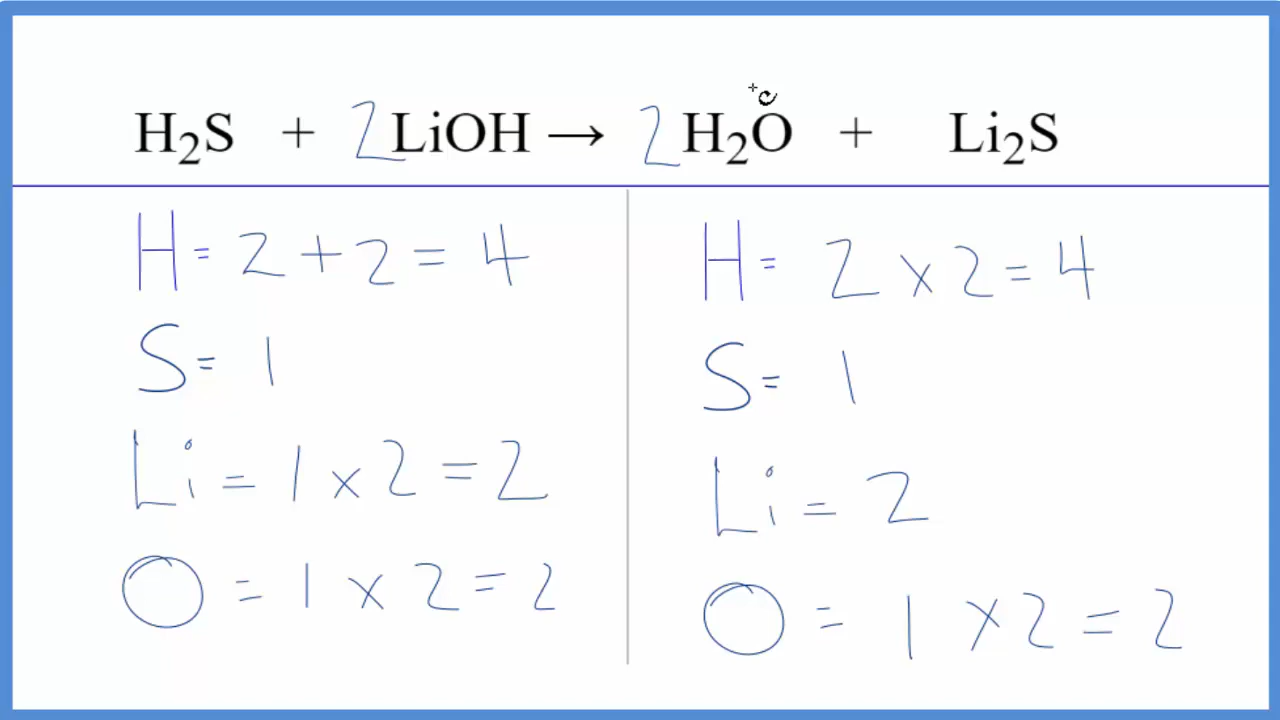 H₂S + 2LiOH → 2H₂O + Li₂S
H = 2 + 2 = 4
S = 1
Li = 1 x 2 = 2
O = 1 x 2 = 2
H = 2 x 2 = 4
S = 1
Li = 2
O = 1 x 2 = 2